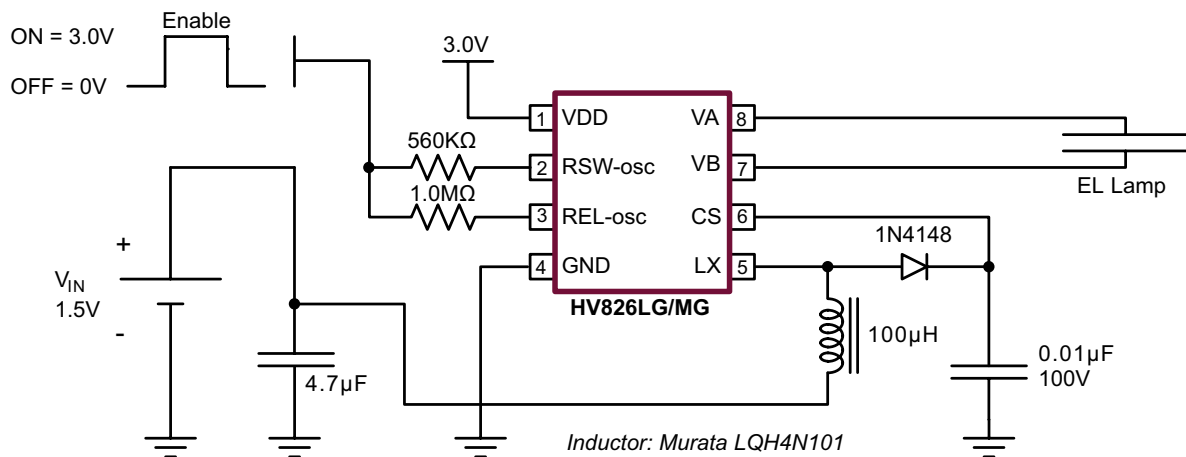 Enable
ON = 3.0V
OFF = 0V
3.0V
560KΩ
1.0MΩ
1 VDD
2 RSW-osc
3 REL-osc
4 GND
VA 8
VB 7
CS 6
LX 5
HV826LG/MG
EL Lamp
1N4148
+
VIN
1.5V
-
4.7µF
100µH
0.01µF
100V
Inductor: Murata LQH4N101